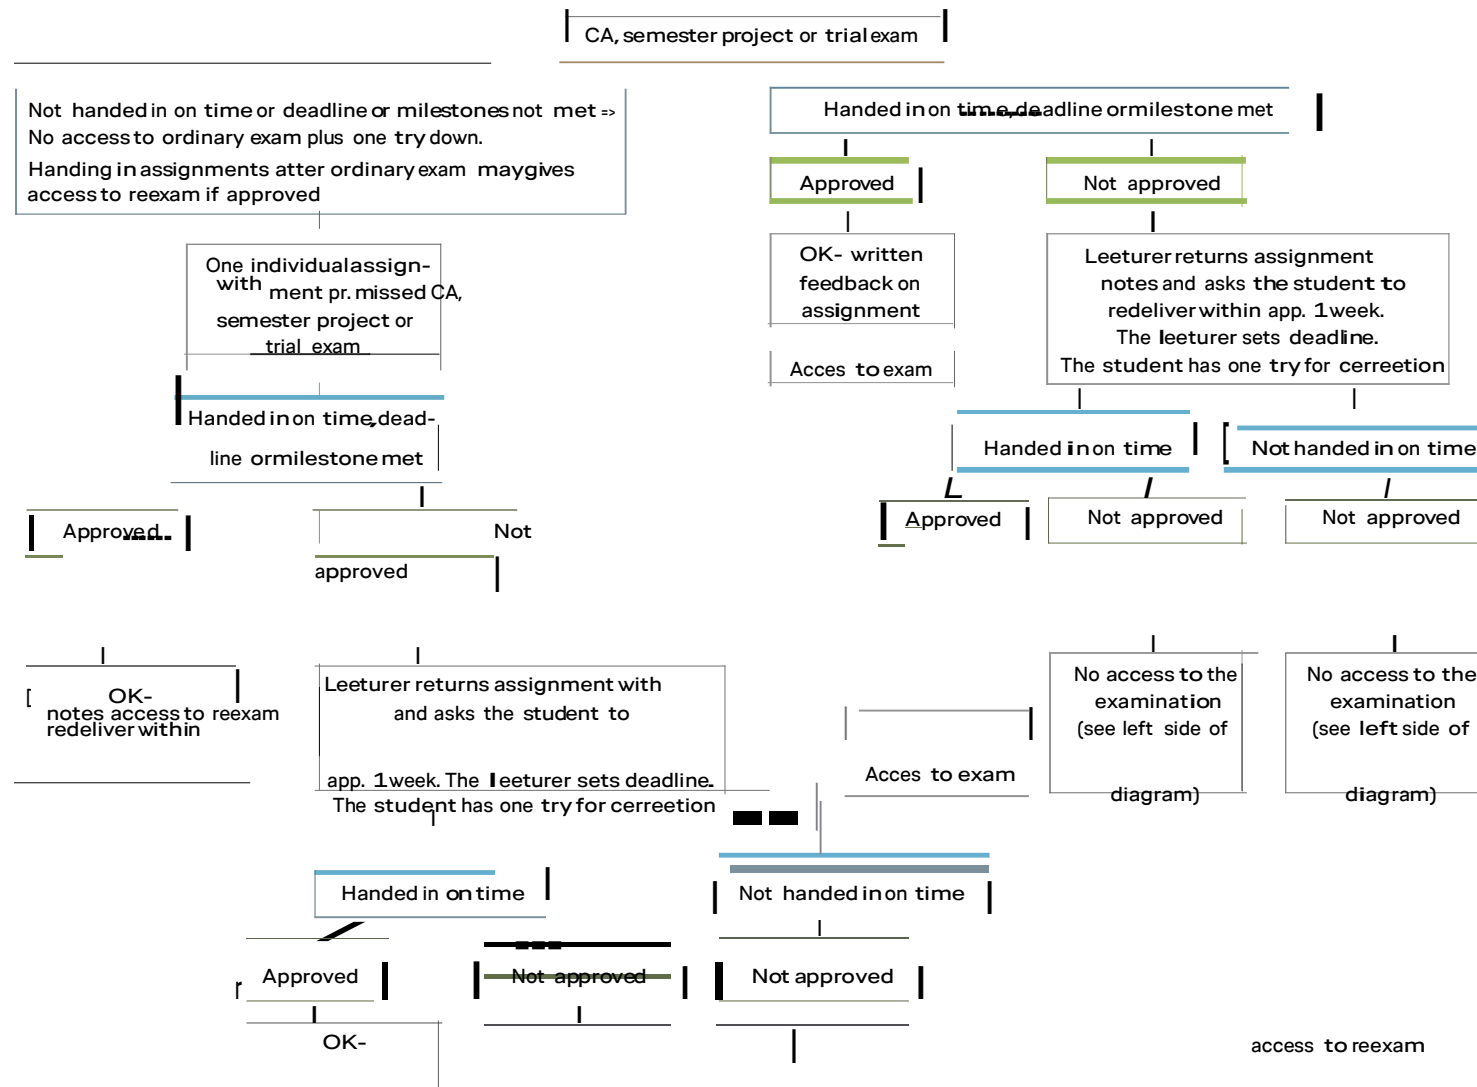 CA, semester project or trial exam
Not handed in on time or deadline or milestones not met =>
No access to ordinary exam plus one try down.
Handing in assignments atter ordinary exam may gives
access to reexam if approved
Handed in on time, deadline or milestone met
Approved
Not approved
One individual assign-
with ment pr. missed CA,
semester project or
trial exam
OK- written
feedback on
assignment
Acces to exam
Leeturer returns assignment
notes and asks the student to
redeliver within app. 1 week.
The leeturer sets deadline.
The student has one try for cerreetion
Handed in on time, dead-
line or milestone met
Handed in on time
Not handed in on time
Approved
Not
approved
Approved
Not approved
Not approved
OK-
notes access to reexam
redeliver within
Leeturer returns assignment with
and asks the student to
app. 1 week. The leeturer sets deadline.
The student has one try for cerreetion
Acces to exam
No access to the
examination
(see left side of
diagram)
No access to the
examination
(see left side of
diagram)
Handed in on time
Not handed in on time
Approved
Not approved
Not approved
OK-
access to reexam